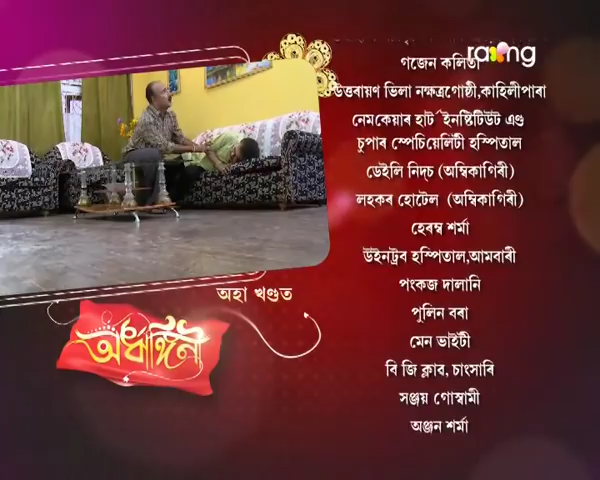 rang
গজেন কলিতা
উত্তৰায়ণ ভিলা নক্ষত্ৰগোষ্ঠী,কাহিলীপাৰা
নেমকেয়াৰ হাৰ্ট ইনষ্টিটিউট এণ্ড
চুপাৰ স্পেচিয়েলিটী হস্পিতাল
ডেইলি নিদ্‌চ (অম্বিকাগিৰী)
লহকৰ হোটেল (অম্বিকাগিৰী)
হেৰম্ব শৰ্মা
উইনট্ৰব হস্পিতাল,আমবাৰী
পংকজ দালানি
পুলিন বৰা
মেন ভাইটী
বি জি ক্লাব, চাংসাৰি
সঞ্জয় গোস্বামী
অঞ্জন শৰ্মা
অহা খণ্ডত
অৰ্ধাঙ্গিনী